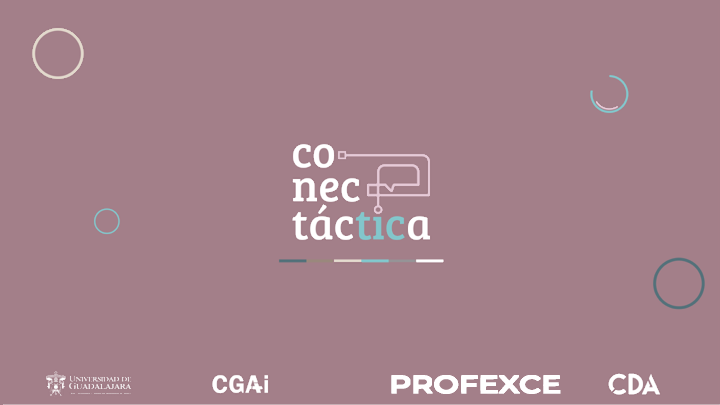 co
nec
táctica
UNIVERSIDAD DE
GUADALAJARA
CGAi
PROFEXCE
CDA